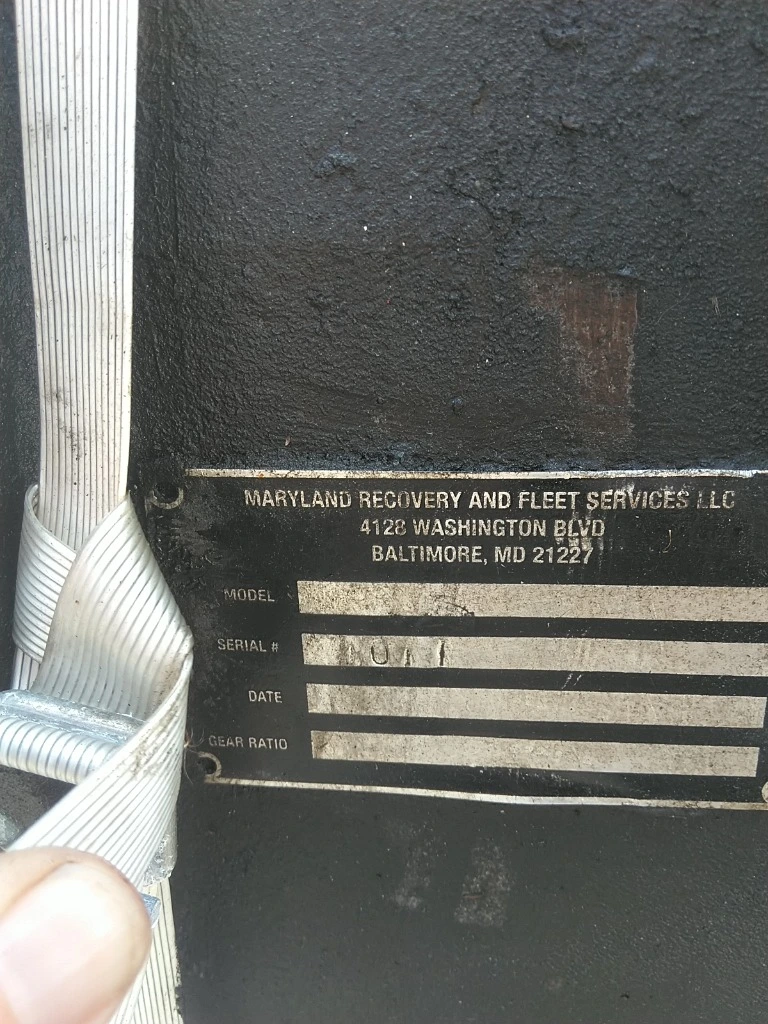 MARYLAND RECOVERY AND FLEET SERVICES LLC
4128 WASHINGTON BLVD
BALTIMORE, MD 21227
MODEL
SERIAL #
DATE
GEAR RATIO